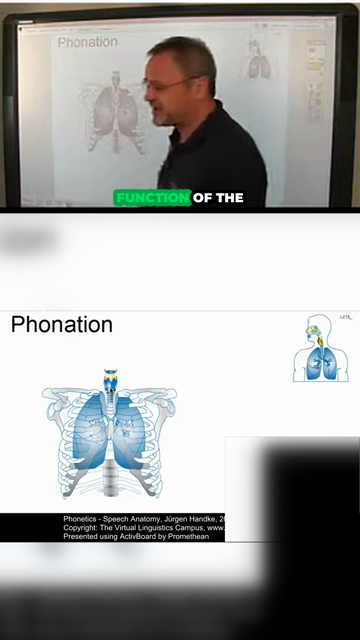 Phonation
FUNCTION OF THE
Phonation
Phonetics - Speech Anatomy, Jürgen Handke, 20
Copyright: The Virtual Linguistics Campus, www.
Presented using ActivBoard by Promethean